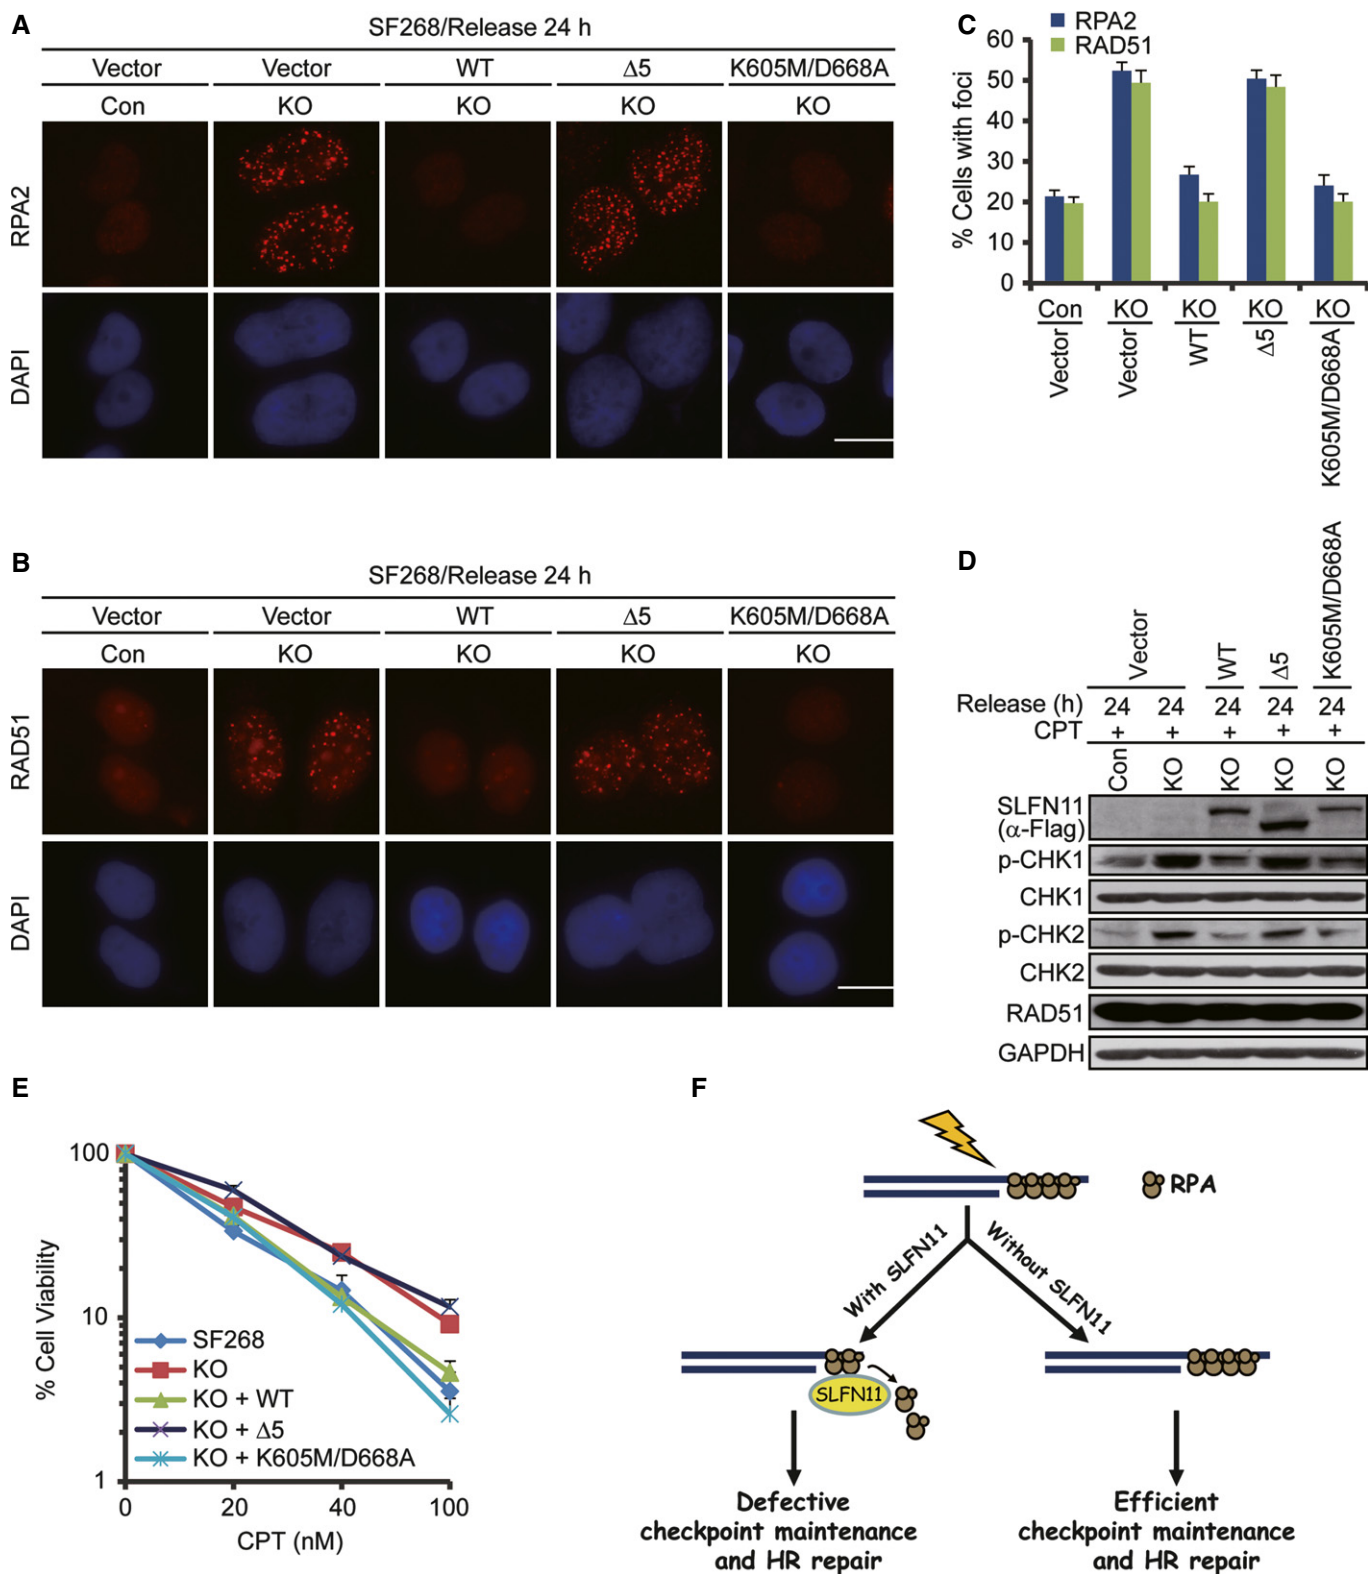 A
SF268/Release 24 h
Vector Vector WT Δ5 K605M/D668A
Con KO KO KO KO
RPA2
DAPI
B
SF268/Release 24 h
Vector Vector WT Δ5 K605M/D668A
Con KO KO KO KO
RAD51
DAPI
C
RPA2
RAD51
% Cells with foci
60
50
40
30
20
10
0
Con KO KO KO KO
Vector Vector WT Δ5 K605M/D668A
D
Vector WT Δ5 K605M/D668A
Release (h) 24 24 24 24 24
CPT + + + + +
Con KO KO KO KO
SLFN11
(α-Flag)
p-CHK1
CHK1
p-CHK2
CHK2
RAD51
GAPDH
E
% Cell Viability
100
10
1
SF268
KO
KO + WT
KO + Δ5
KO + K605M/D668A
0 20 40 100
CPT (nM)
F
RPA
With SLFN11
Without SLFN11
SLFN11
Defective
checkpoint maintenance
and HR repair
Efficient
checkpoint maintenance
and HR repair